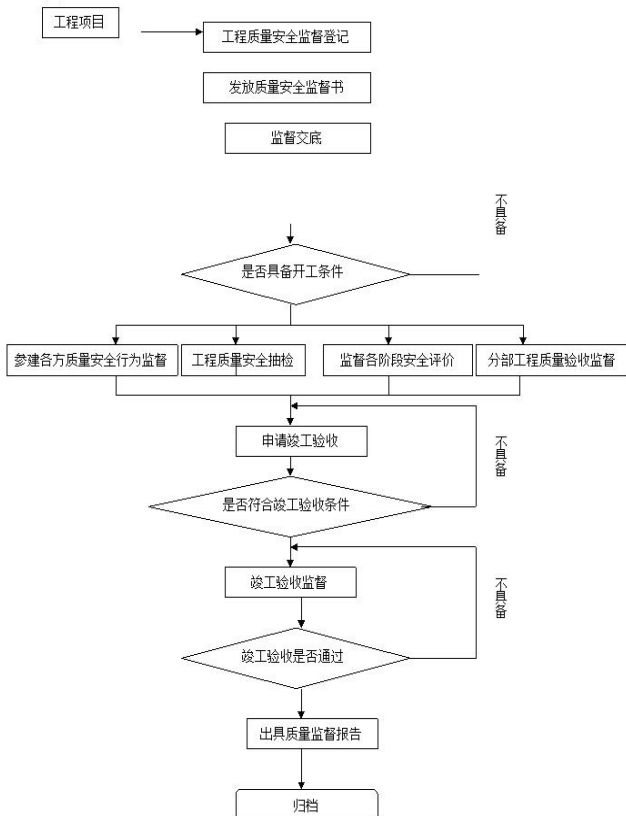 工程项目
工程质量安全监督登记
发放质量安全监督书
监督交底
不具备
是否具备开工条件
参建各方质量安全行为监督
工程质量安全抽检
监督各阶段安全评价
分部工程质量验收监督
申请竣工验收
不具备
是否符合竣工验收条件
竣工验收监督
不具备
竣工验收是否通过
出具质量监督报告
归档